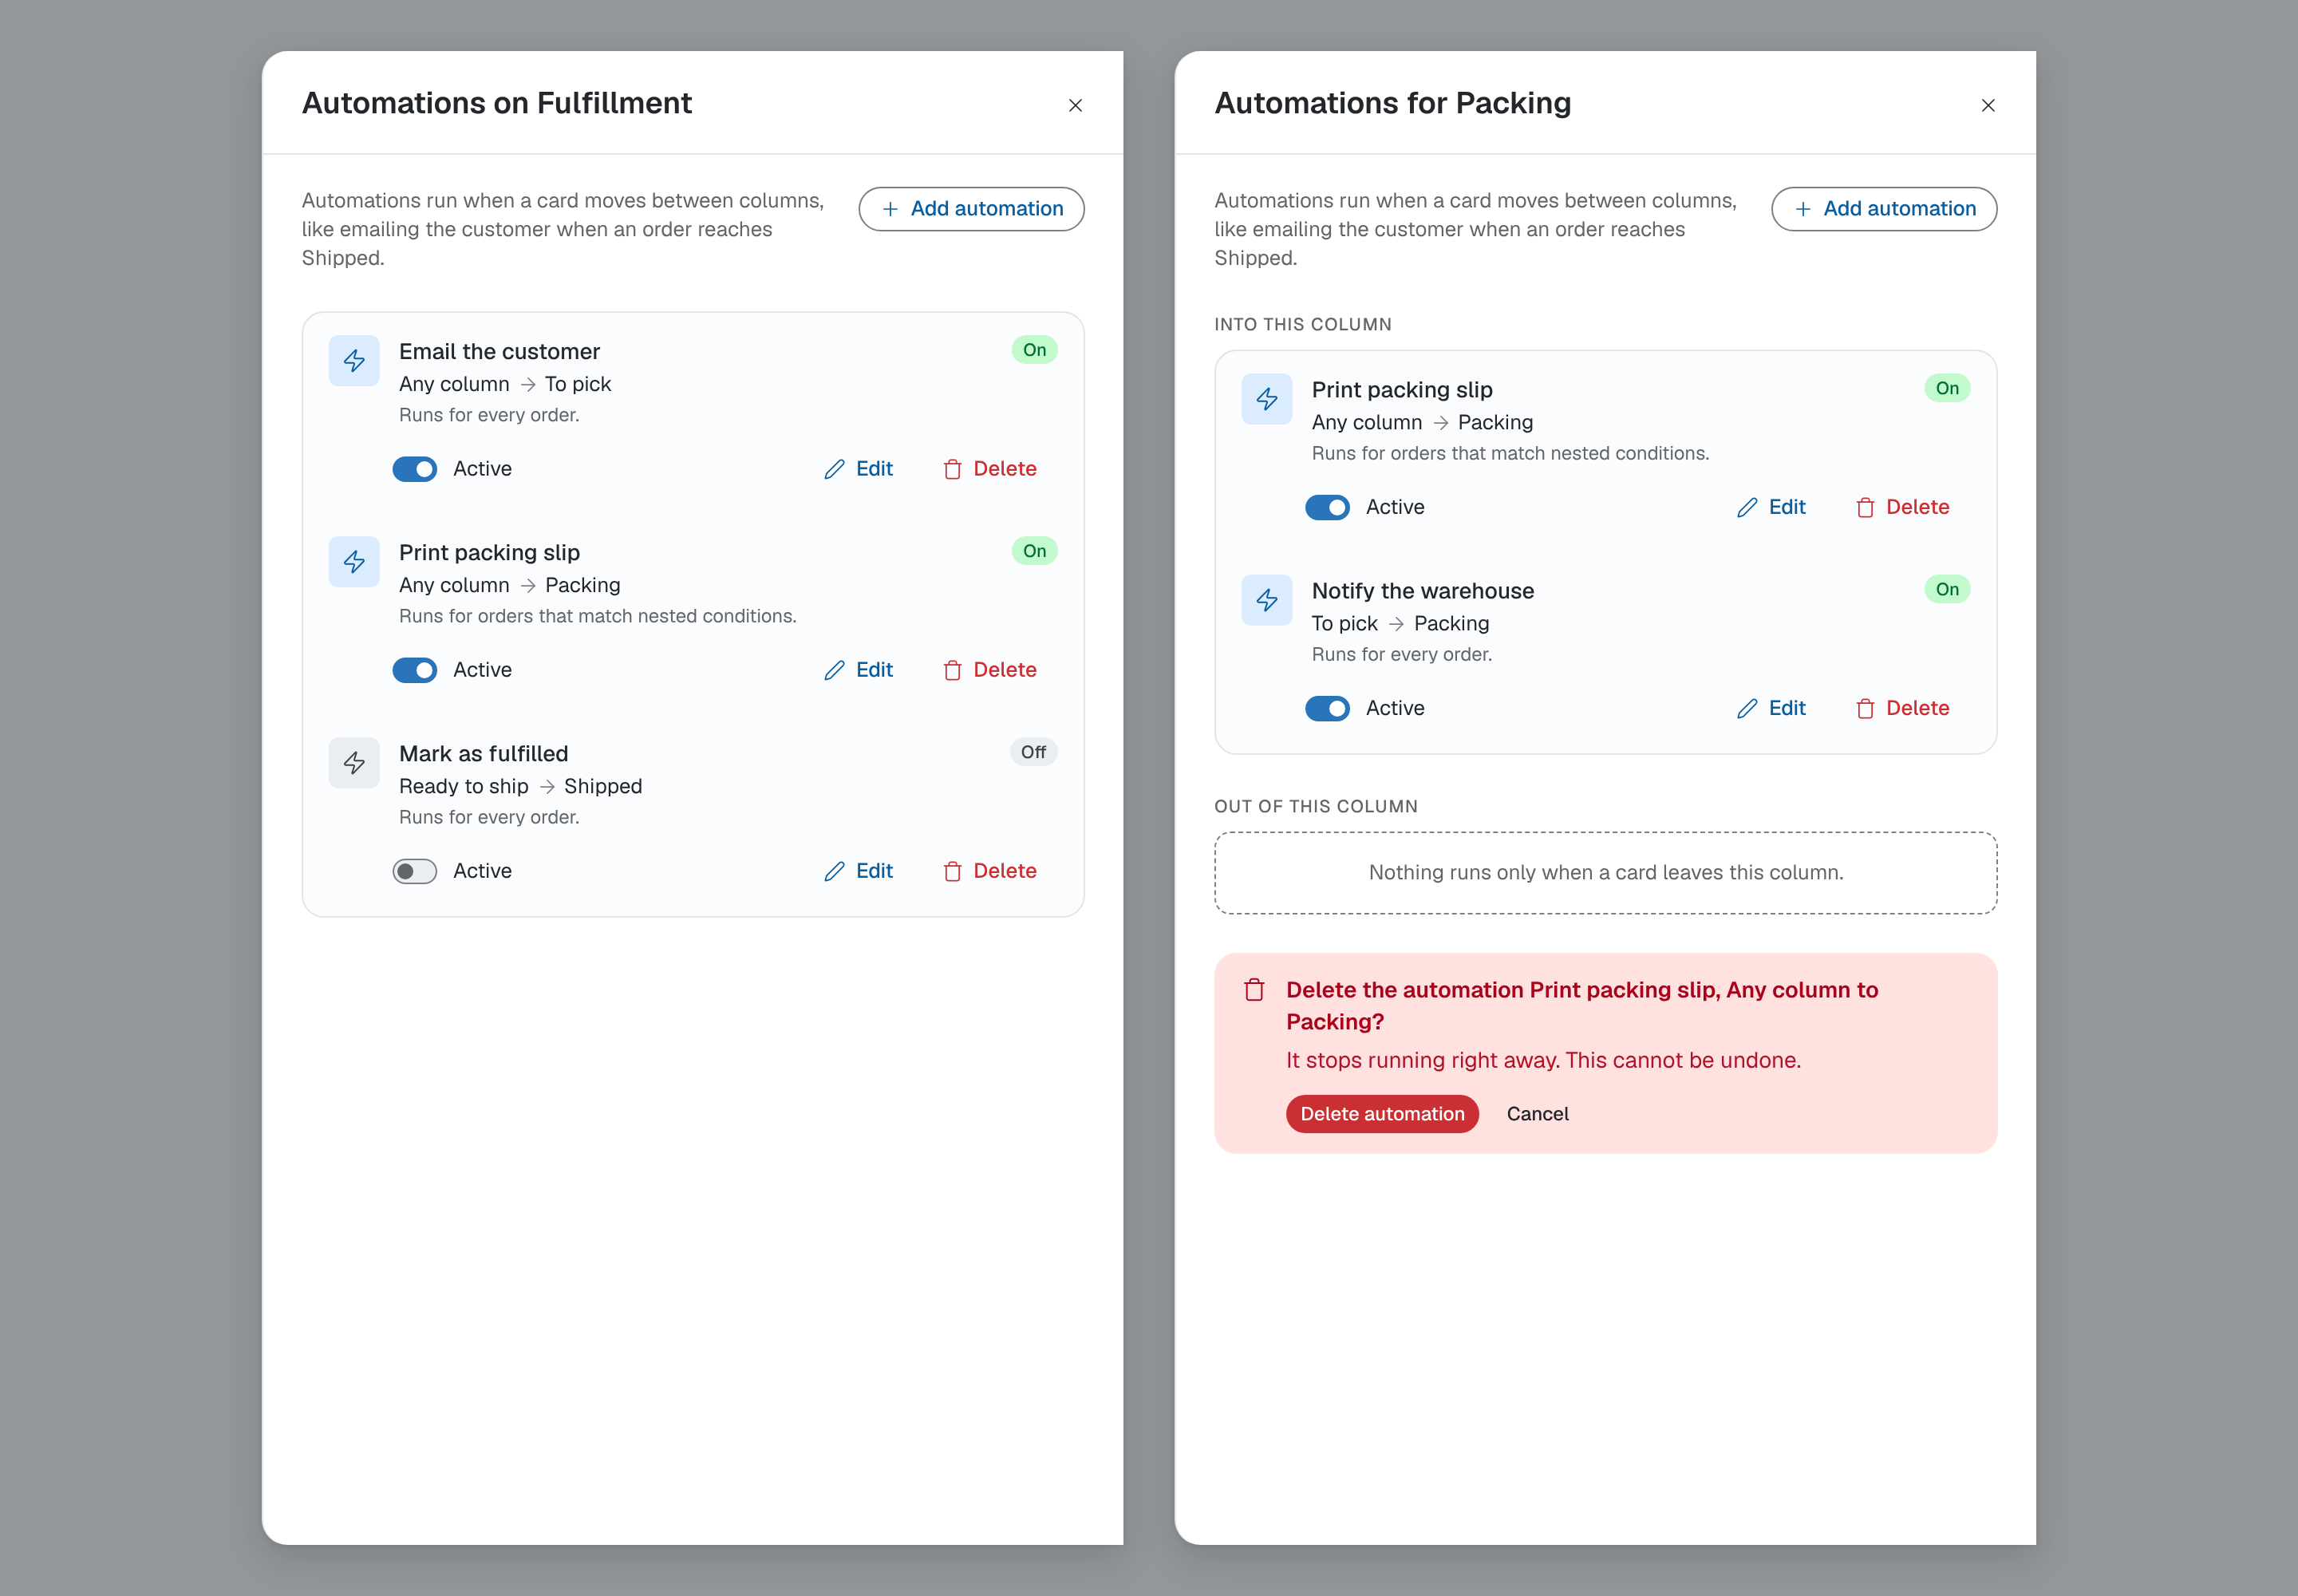 Automations on Fulfillment
Automations run when a card moves between columns,
like emailing the customer when an order reaches
Shipped.
Add automation
Email the customer
On
Any column → To pick
Runs for every order.
Active
Edit
Delete
Print packing slip
On
Any column → Packing
Runs for orders that match nested conditions.
Active
Edit
Delete
Mark as fulfilled
Off
Ready to ship → Shipped
Runs for every order.
Active
Edit
Delete
Automations for Packing
Automations run when a card moves between columns,
like emailing the customer when an order reaches
Shipped.
Add automation
INTO THIS COLUMN
Print packing slip
On
Any column → Packing
Runs for orders that match nested conditions.
Active
Edit
Delete
Notify the warehouse
On
To pick → Packing
Runs for every order.
Active
Edit
Delete
OUT OF THIS COLUMN
Nothing runs only when a card leaves this column.
Delete the automation Print packing slip, Any column to
Packing?
It stops running right away. This cannot be undone.
Delete automation
Cancel